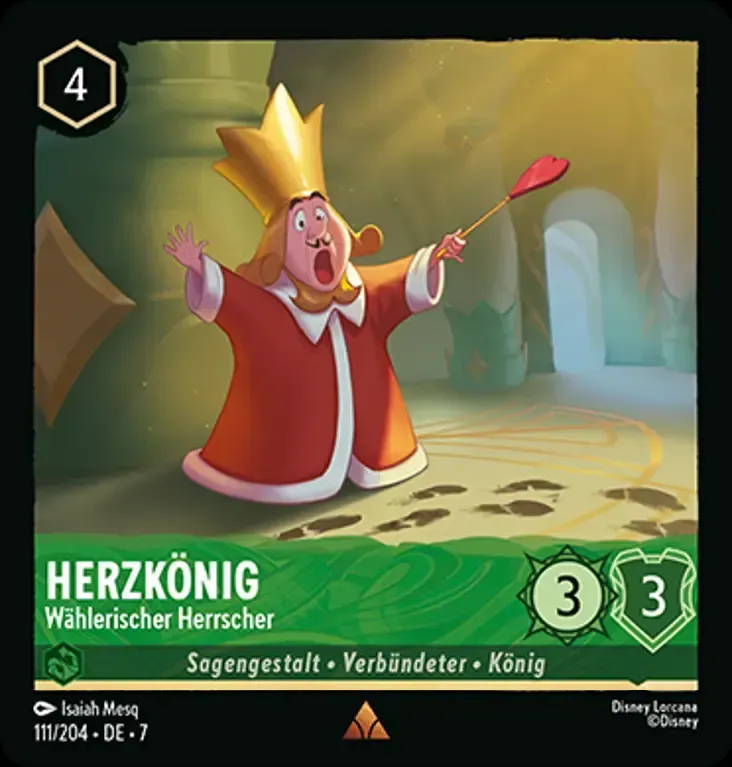 4
HERZKÖNIG
Wählerischer Herrscher
3
3
Sagengestalt • Verbündeter • König
Isaiah Mesq
111/204 • DE • 7
Disney Lorcana
©Disney